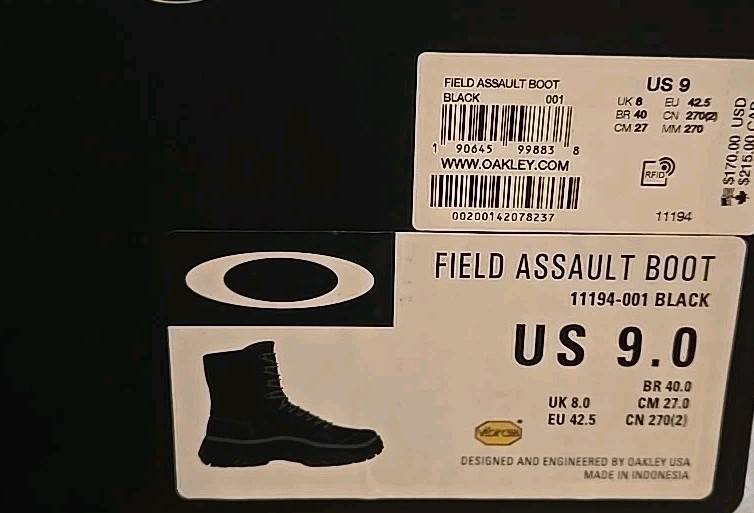 FIELD ASSAULT BOOT
BLACK 001
1 90645 99883 8
WWW.OAKLEY.COM
00200142078237
US 9
UK 8 EU 42.5
BR 40 CN 270(2)
CM 27 MM 270
RFID
11194
$170.00 USD
$215.00 CAD
FIELD ASSAULT BOOT
11194-001 BLACK
US 9.0
BR 40.0
UK 8.0 CM 27.0
EU 42.5 CN 270(2)
vibram
DESIGNED AND ENGINEERED BY OAKLEY USA
MADE IN INDONESIA